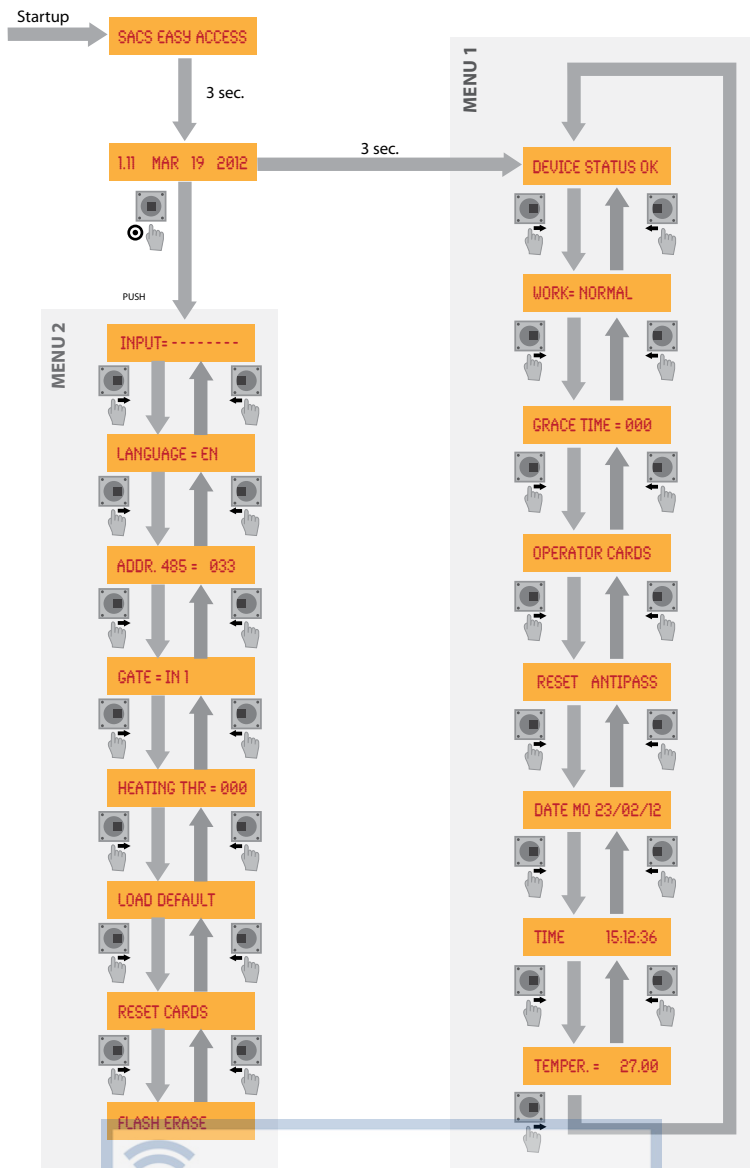 Startup
SACS EASY ACCESS
3 sec.
1.11 MAR 19 2012
3 sec.
PUSH
MENU 2
INPUT= - - - - - - - -
LANGUAGE = EN
ADDR. 485 = 033
GATE = IN 1
HEATING THR = 000
LOAD DEFAULT
RESET CARDS
FLASH ERASE
MENU 1
DEVICE STATUS OK
WORK= NORMAL
GRACE TIME = 000
OPERATOR CARDS
RESET ANTIPASS
DATE MO 23/02/12
TIME 15:12:36
TEMPER. = 27.00